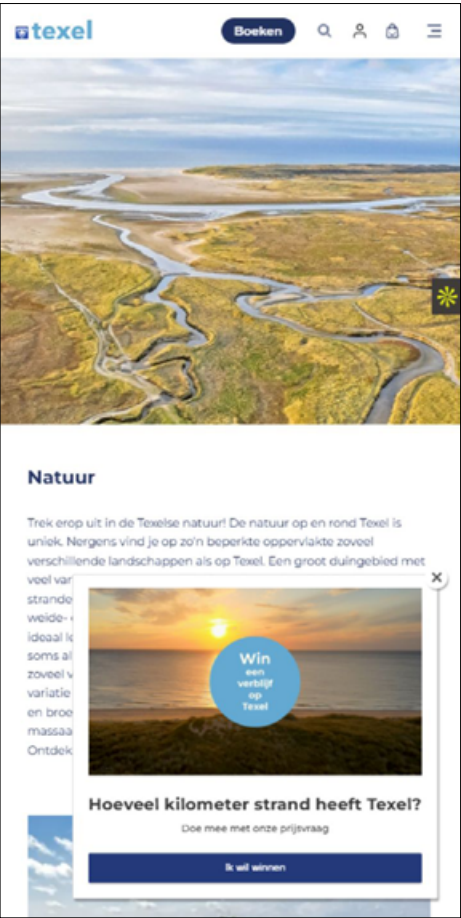 texel
Boeken
Natuur
Trek erop uit in de Texelse natuur! De natuur op en rond Texel is
uniek. Nergens vind je op zo'n beperkte oppervlakte zoveel
verschillende landschappen als op Texel. Een groot duingebied met
veel var
strande
weide-
ideaal l
soms al
zoveel v
variatie
en broe
massaa
Ontdek
Win
een
verblijf
op
Texel
Hoeveel kilometer strand heeft Texel?
Doe mee met onze prijsvraag
Ik wil winnen